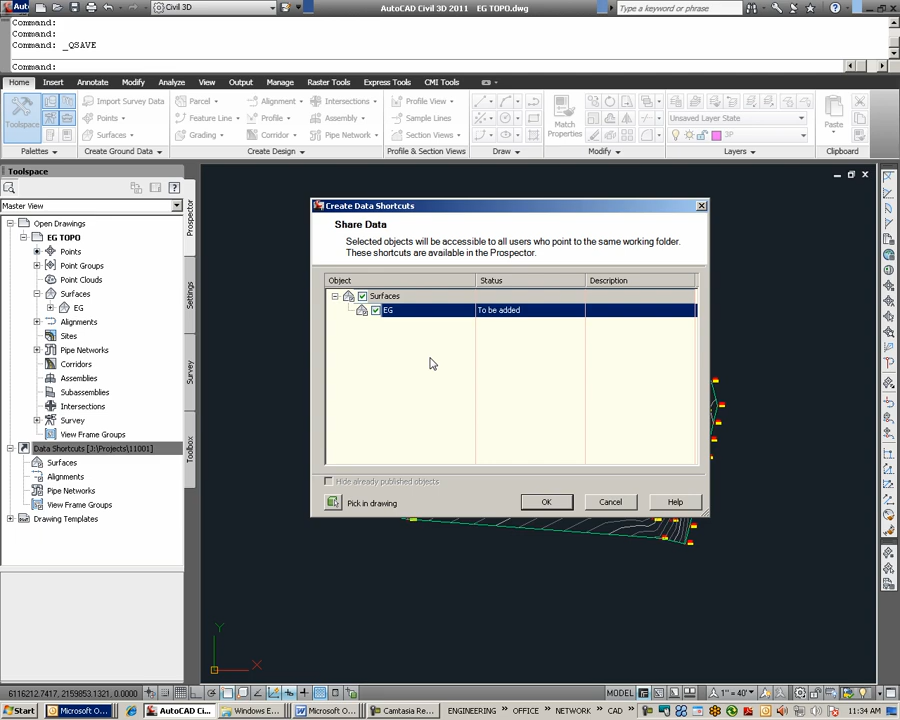 Aut
Civil 3D
AutoCAD Civil 3D 2011 EG TOPO.dwg
Type a keyword or phrase
Command:
Command:
Command: _QSAVE
Command:
Home Insert Annotate Modify Analyze View Output Manage Raster Tools Express Tools CMI Tools
Toolspace
Import Survey Data
Points
Surfaces
Parcel
Feature Line
Grading
Alignment
Profile
Corridor
Intersections
Assembly
Pipe Network
Profile View
Sample Lines
Section Views
Match Properties
Unsaved Layer State
3P
Paste
Palettes Create Ground Data Create Design Profile & Section Views Draw Modify Layers Clipboard
Toolspace
Master View
Open Drawings
EG TOPO
Points
Point Groups
Point Clouds
Surfaces
EG
Alignments
Sites
Pipe Networks
Corridors
Assemblies
Subassemblies
Intersections
Survey
View Frame Groups
Data Shortcuts [J:\Projects\11001]
Surfaces
Alignments
Pipe Networks
View Frame Groups
Drawing Templates
Prospector
Settings
Survey
Toolbox
Create Data Shortcuts
Share Data
Selected objects will be accessible to all users who point to the same working folder.
These shortcuts are available in the Prospector.
Object Status Description
Surfaces
EG To be added
Hide already published objects
Pick in drawing
OK Cancel Help
Y
X
6116212.7417, 2159853.1321, 0.0000
MODEL
1" = 40'
Start
Microsoft O...
AutoCAD Ci...
Windows E...
Microsoft O...
Camtasia Re...
ENGINEERING » OFFICE » NETWORK » CAD »
11:34 AM